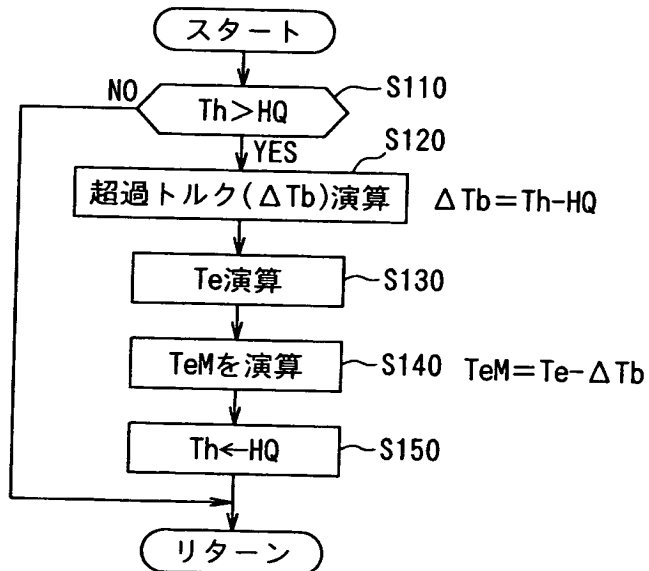 スタート
NO
Th>HQ
S110
YES
S120
超過トルク(ΔTb)演算
ΔTb=Th-HQ
Te演算
S130
TeMを演算
S140
TeM=Te-ΔTb
Th←HQ
S150
リターン